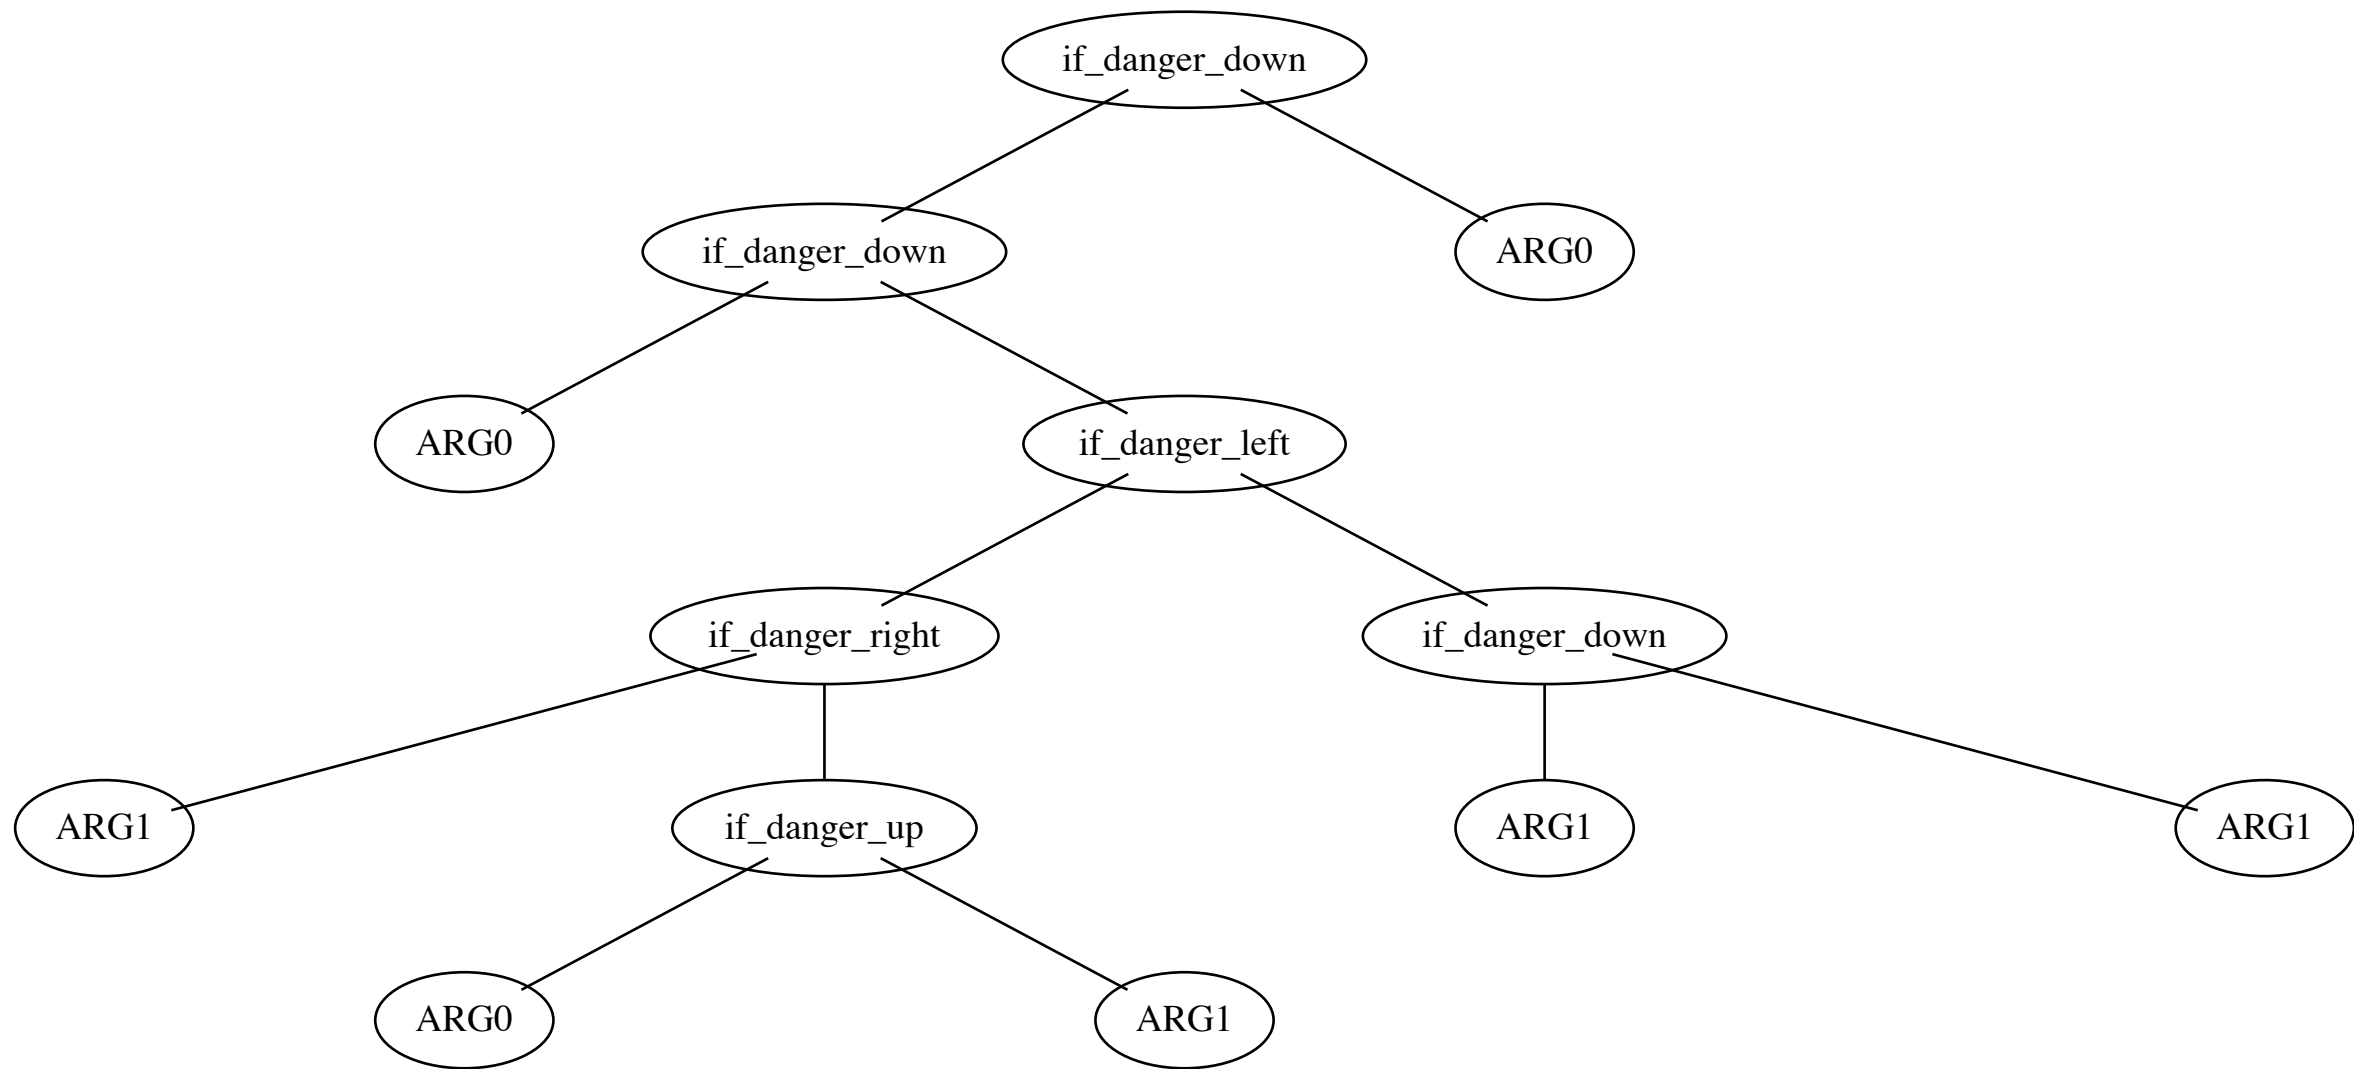 if_danger_down
if_danger_down
ARG0
ARG0
if_danger_left
if_danger_right
if_danger_down
ARG1
if_danger_up
ARG1
ARG1
ARG0
ARG1